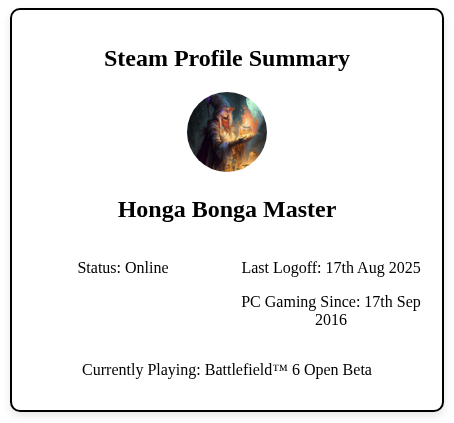 Steam Profile Summary
Honga Bonga Master
Status: Online
Last Logoff: 17th Aug 2025
PC Gaming Since: 17th Sep
2016
Currently Playing: Battlefield™ 6 Open Beta